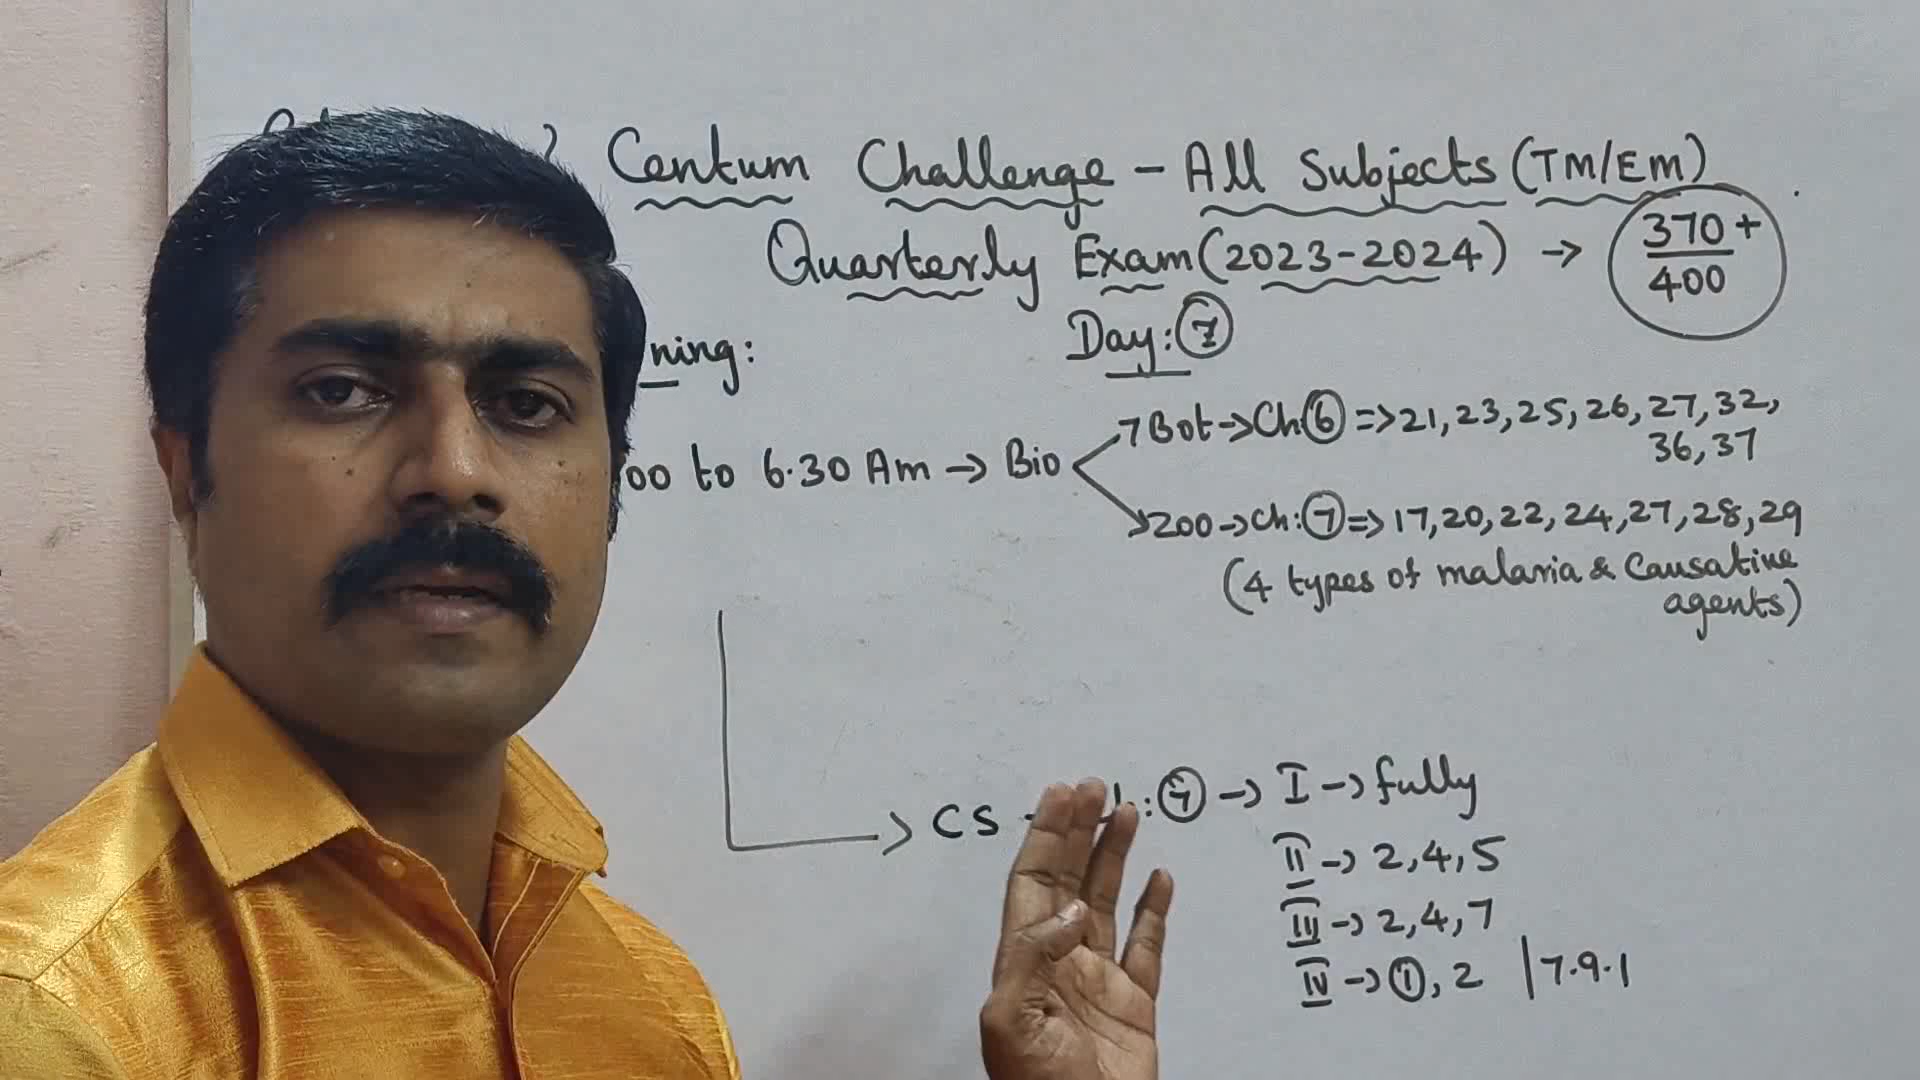 Centum Challenge - All Subjects (TM/EM)
Quarterly Exam (2023-2024) → 370+/400
ning: Day: 7
00 to 6.30 Am → Bio
Bot → Ch: 6 => 21, 23, 25, 26, 27, 32,
36, 37
Zoo → Ch: 7 => 17, 20, 22, 24, 27, 28, 29
(4 types of malaria & Causative
agents)
CS → : 7 → I → fully
II → 2, 4, 5
III → 2, 4, 7
IV → 1, 2 | 7.9.1